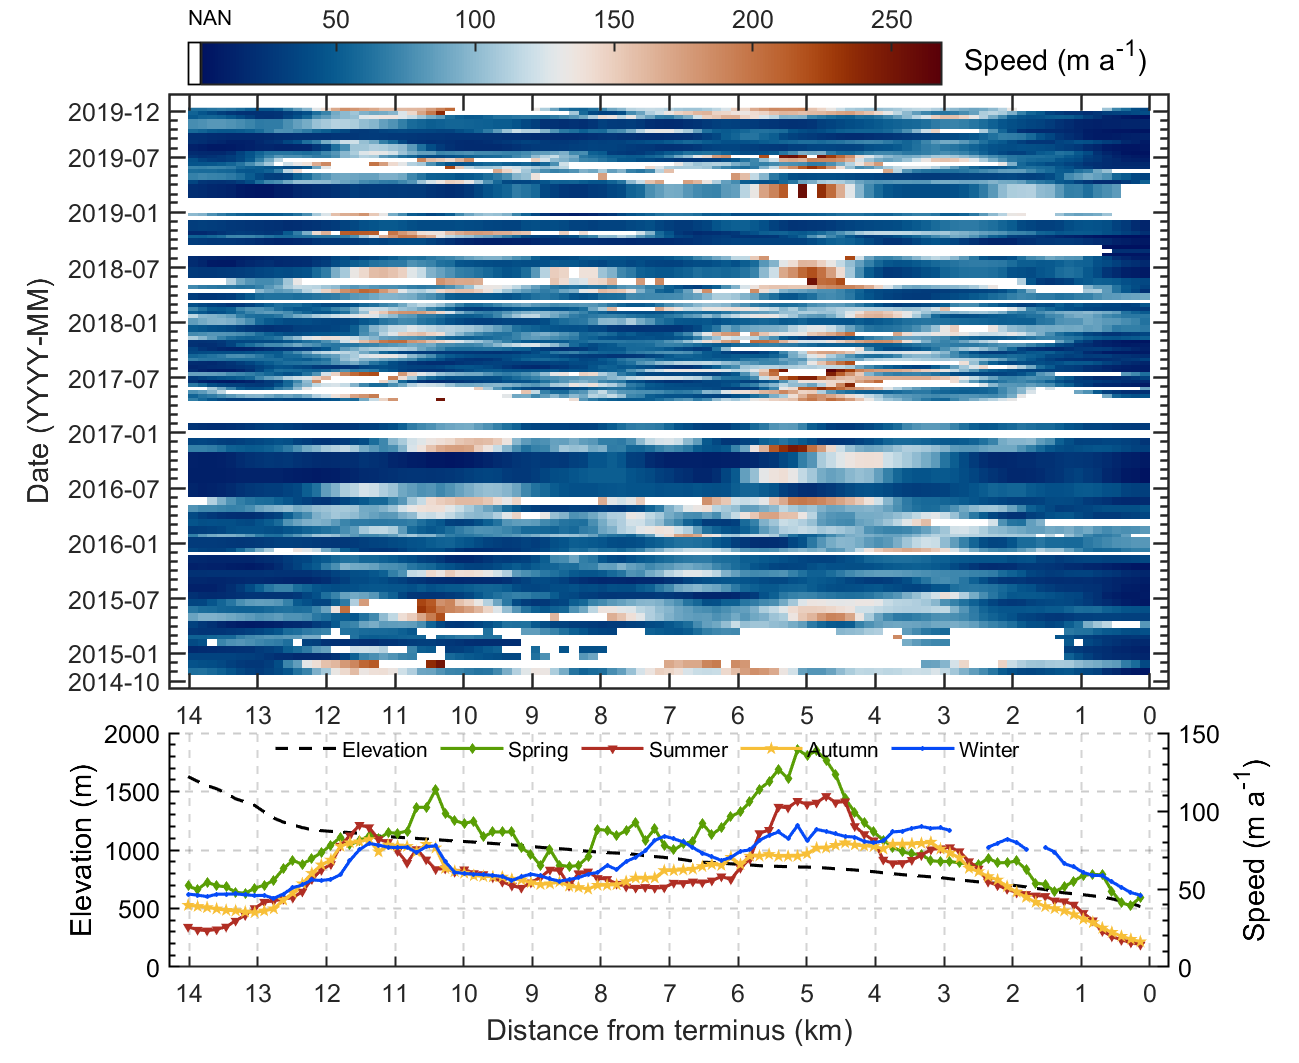 NAN 50 100 150 200 250
Speed (m a-1)
2019-12
2019-07
2019-01
2018-07
2018-01
2017-07
2017-01
2016-07
2016-01
2015-07
2015-01
2014-10
Date (YYYY-MM)
14 13 12 11 10 9 8 7 6 5 4 3 2 1 0
Elevation Spring Summer Autumn Winter
2000
1500
1000
500
0
Elevation (m)
150
100
50
0
Speed (m a-1)
14 13 12 11 10 9 8 7 6 5 4 3 2 1 0
Distance from terminus (km)